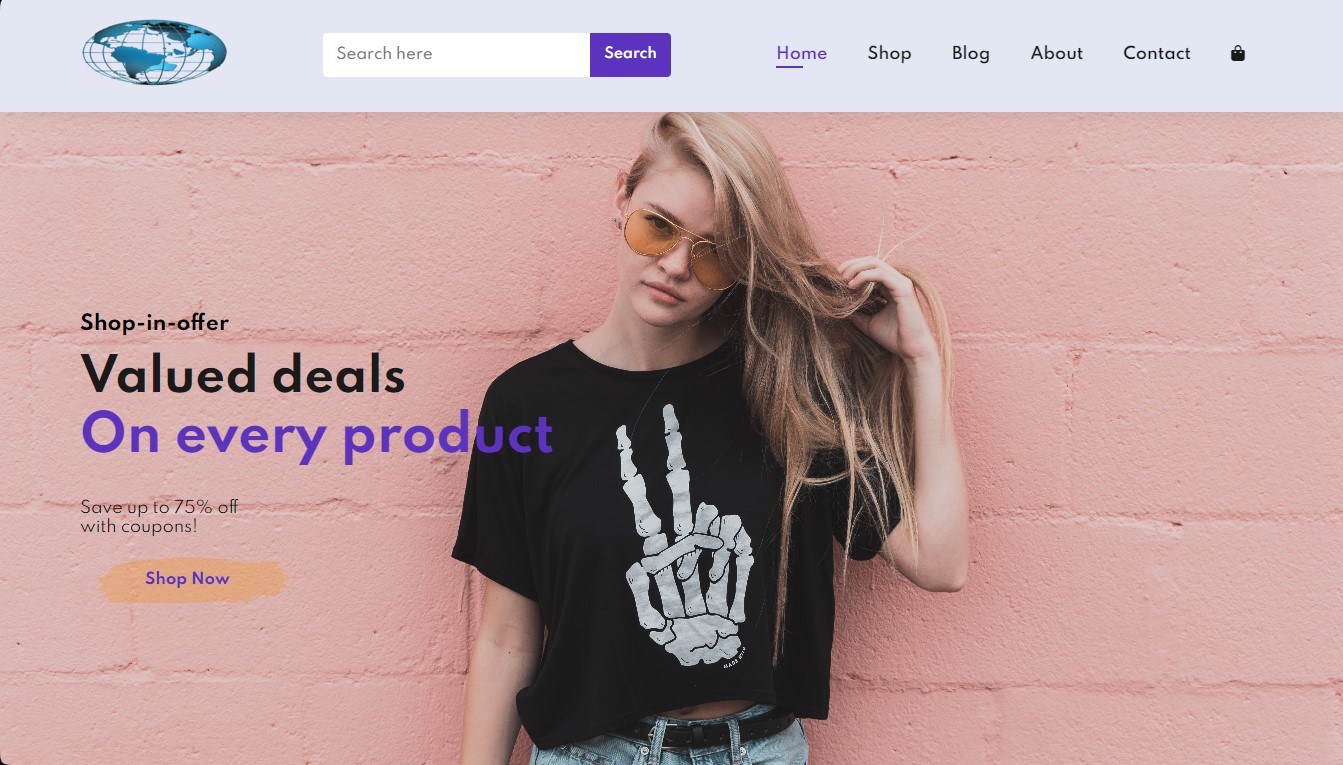 Search here
Search
Home
Shop
Blog
About
Contact
Shop-in-offer
Valued deals
On every product
Save up to 75% off
with coupons!
Shop Now